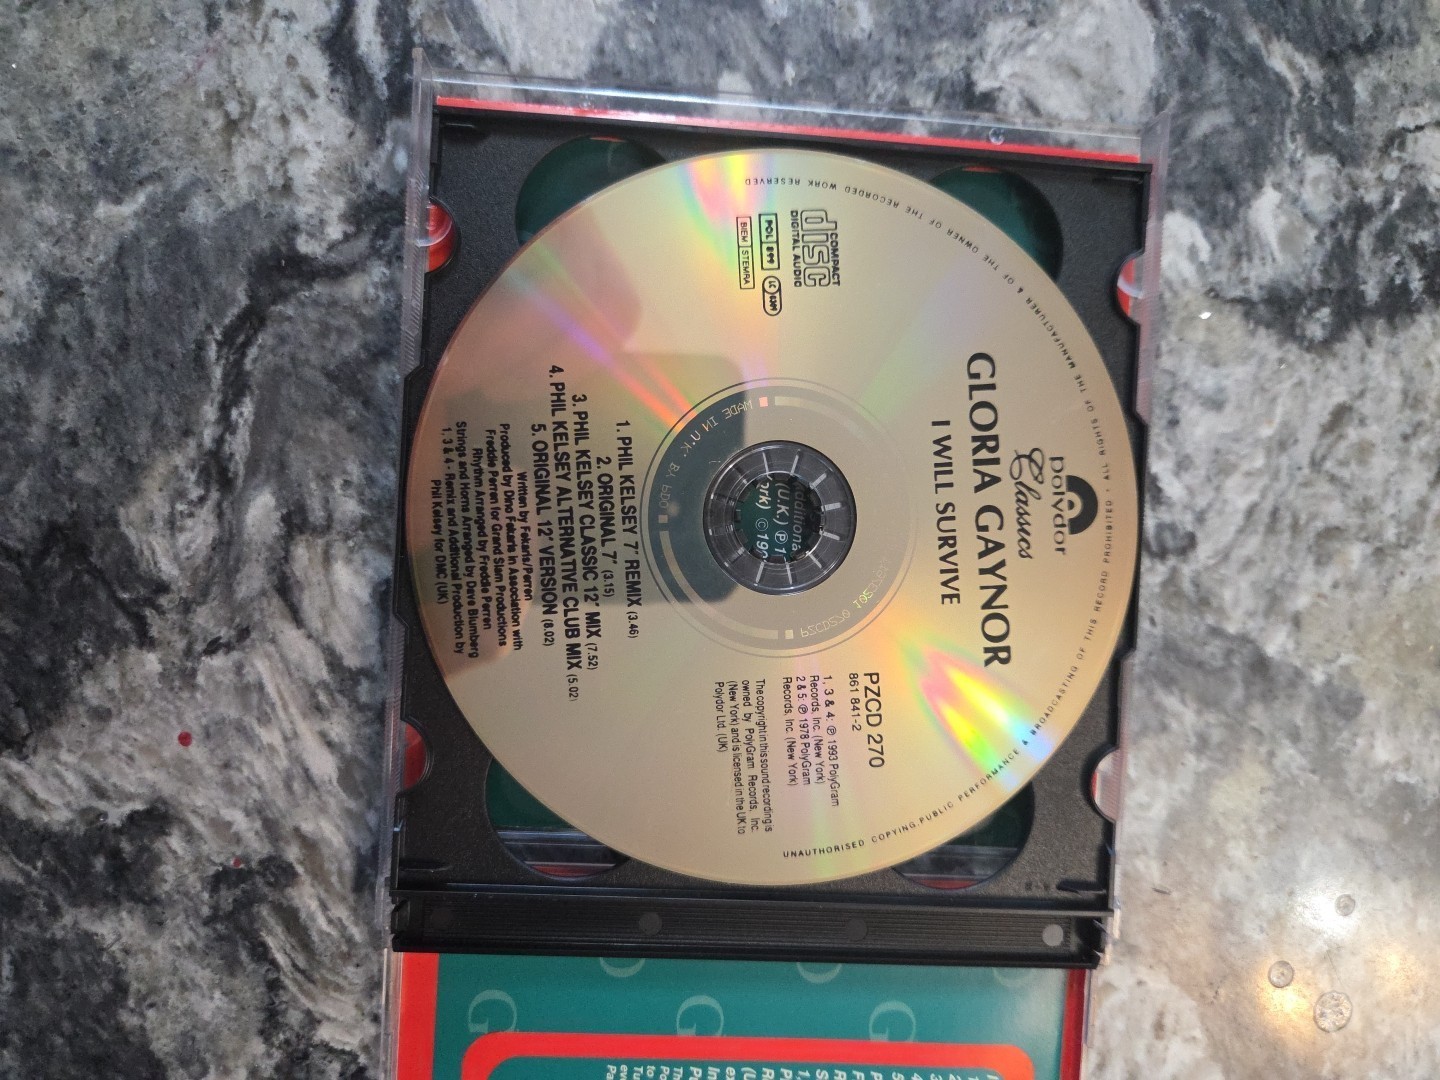 polydor
Classics
GLORIA GAYNOR
I WILL SURVIVE
COMPACT
disc
DIGITAL AUDIO
POL 899
BIEM STEMRA
PZCD 270
861 841-2
1, 3 & 4: ℗ 1993 PolyGram
Records, Inc. (New York)
2 & 5: ℗ 1978 PolyGram
Records, Inc. (New York)
The copyright in this sound recording is
owned by PolyGram Records, Inc.
(New York) and is licensed in the UK to
Polydor Ltd. (UK)
1. PHIL KELSEY 7" REMIX (3.46)
2. ORIGINAL 7" (3.15)
3. PHIL KELSEY CLASSIC 12" MIX (7.52)
4. PHIL KELSEY ALTERNATIVE CLUB MIX (5.02)
5. ORIGINAL 12" VERSION (8.02)
Written by Fekaris/Perren
Produced by Dino Fekaris in Association with
Freddie Perren for Grand Slam Productions
Rhythm Arranged by Freddie Perren
Strings and Horns Arranged by Dave Blumberg
1, 3 & 4 - Remix and Additional Production by
Phil Kelsey for DMC (UK)
ALL RIGHTS OF THE MANUFACTURER & OF THE OWNER OF THE RECORDED WORK RESERVED
UNAUTHORISED COPYING, PUBLIC PERFORMANCE & BROADCASTING OF THIS RECORD PROHIBITED •
MADE IN U.K. BY PDO
(U.K.) ℗
G
G
G